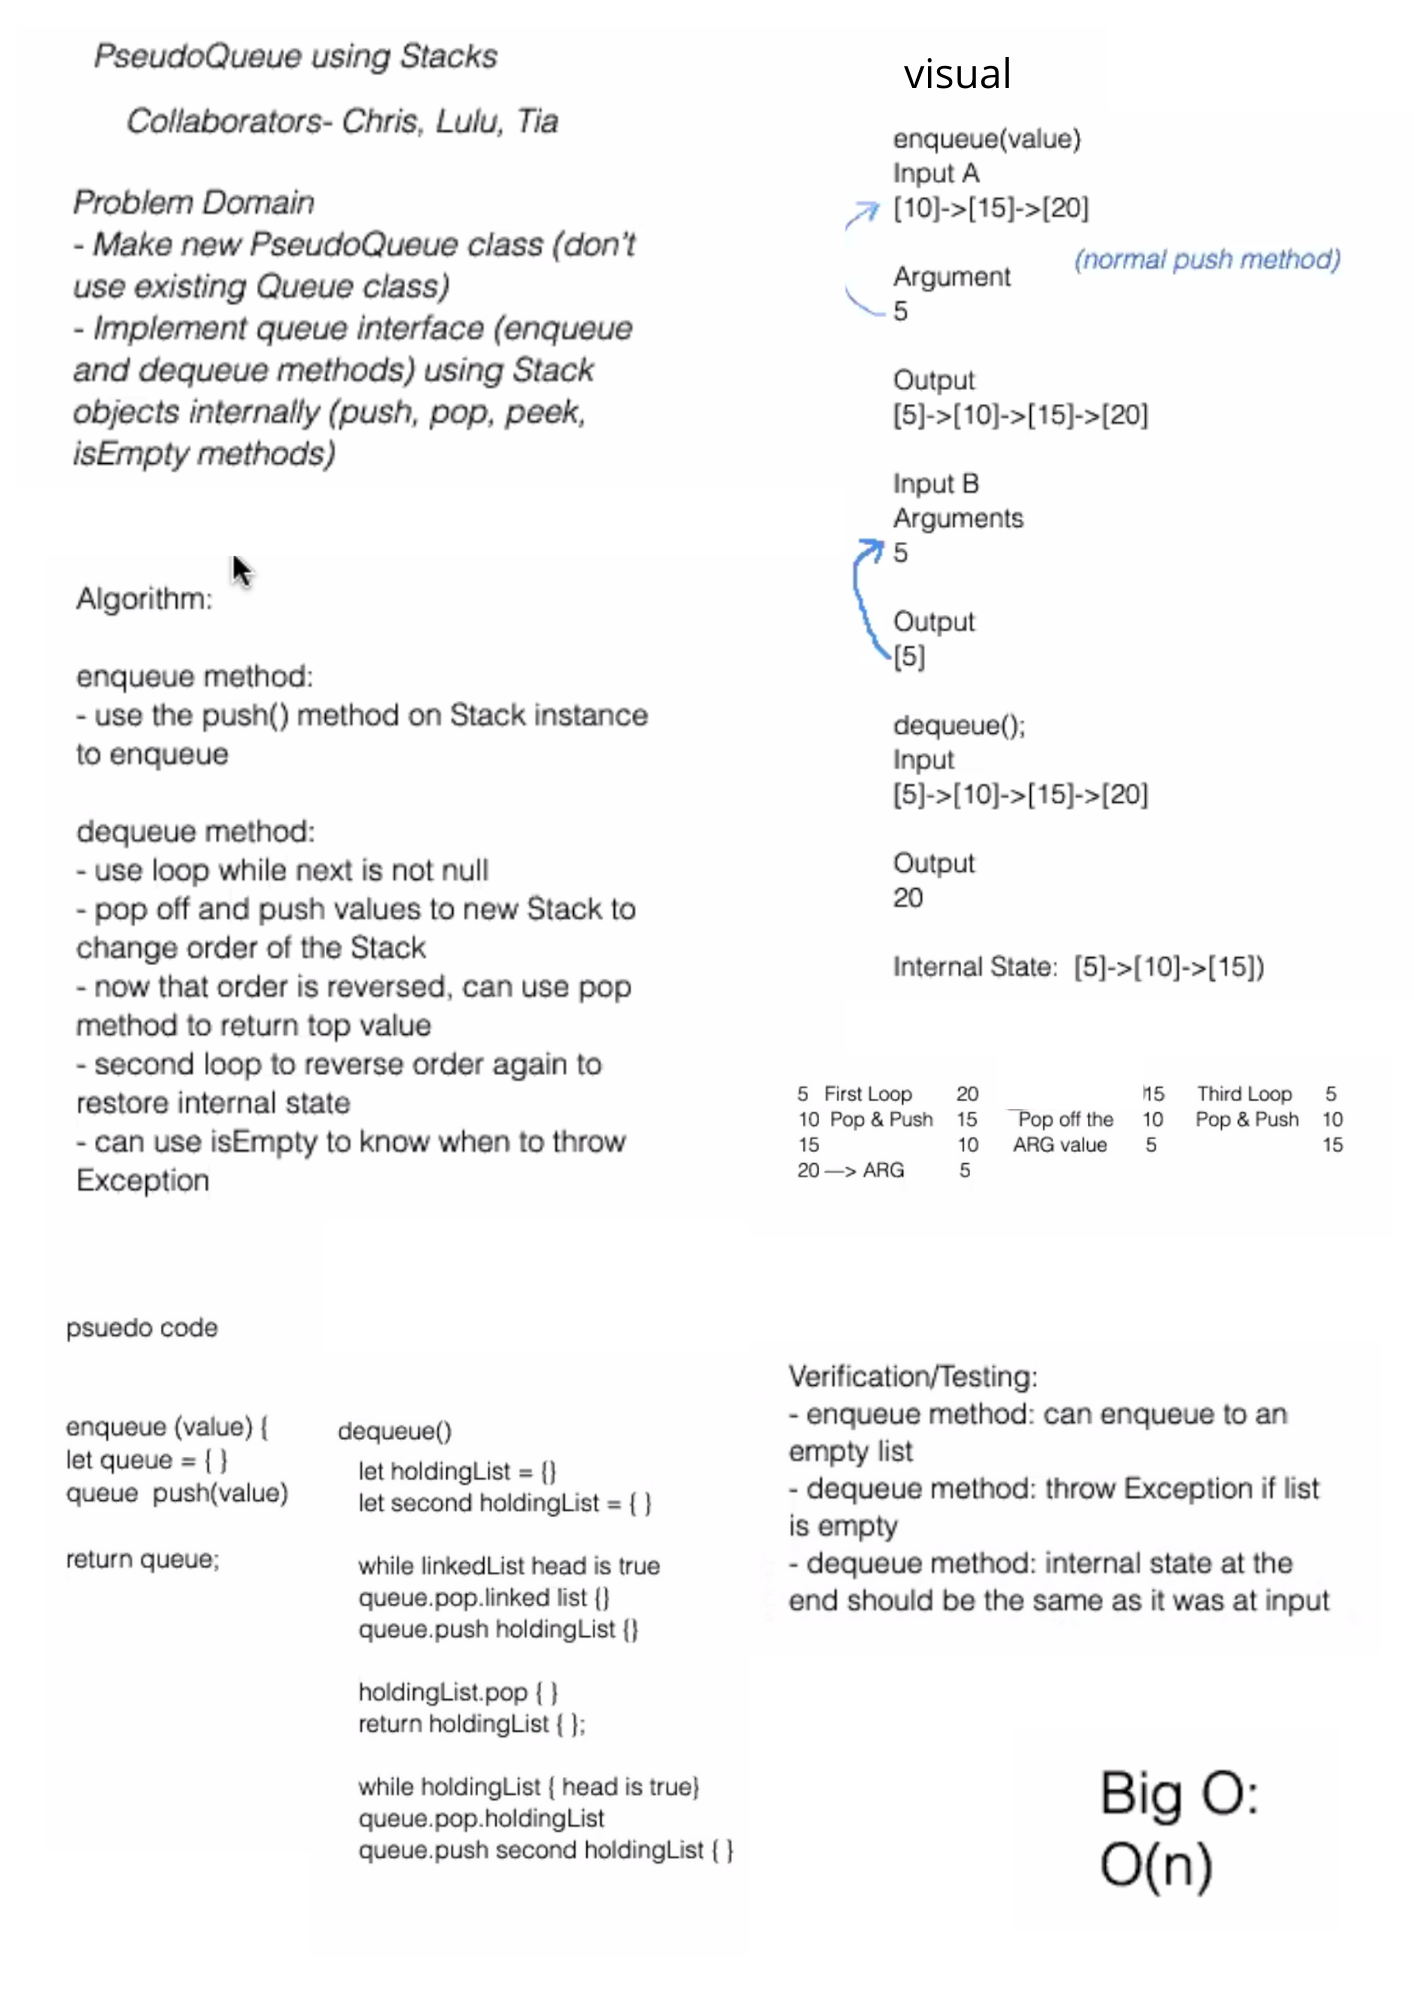 PseudoQueue using Stacks
Collaborators- Chris, Lulu, Tia
Problem Domain
- Make new PseudoQueue class (don't
use existing Queue class)
- Implement queue interface (enqueue
and dequeue methods) using Stack
objects internally (push, pop, peek,
isEmpty methods)
Algorithm:
enqueue method:
- use the push() method on Stack instance
to enqueue
dequeue method:
- use loop while next is not null
- pop off and push values to new Stack to
change order of the Stack
- now that order is reversed, can use pop
method to return top value
- second loop to reverse order again to
restore internal state
- can use isEmpty to know when to throw
Exception
visual
enqueue(value)
Input A
[10]->[15]->[20]
(normal push method)
Argument
5
Output
[5]->[10]->[15]->[20]
Input B
Arguments
5
Output
[5]
dequeue();
Input
[5]->[10]->[15]->[20]
Output
20
Internal State:  [5]->[10]->[15])
5 First Loop 20 15 Third Loop 5
10 Pop & Push 15 Pop off the 10 Pop & Push 10
15 10 ARG value 5 15
20 —> ARG 5
psuedo code
enqueue (value) {
let queue = { }
queue push(value)
return queue;
dequeue()
let holdingList = {}
let second holdingList = { }
while linkedList head is true
queue.pop.linked list {}
queue.push holdingList {}
holdingList.pop { }
return holdingList { };
while holdingList { head is true}
queue.pop.holdingList
queue.push second holdingList { }
Verification/Testing:
- enqueue method: can enqueue to an
empty list
- dequeue method: throw Exception if list
is empty
- dequeue method: internal state at the
end should be the same as it was at input
Big O:
O(n)